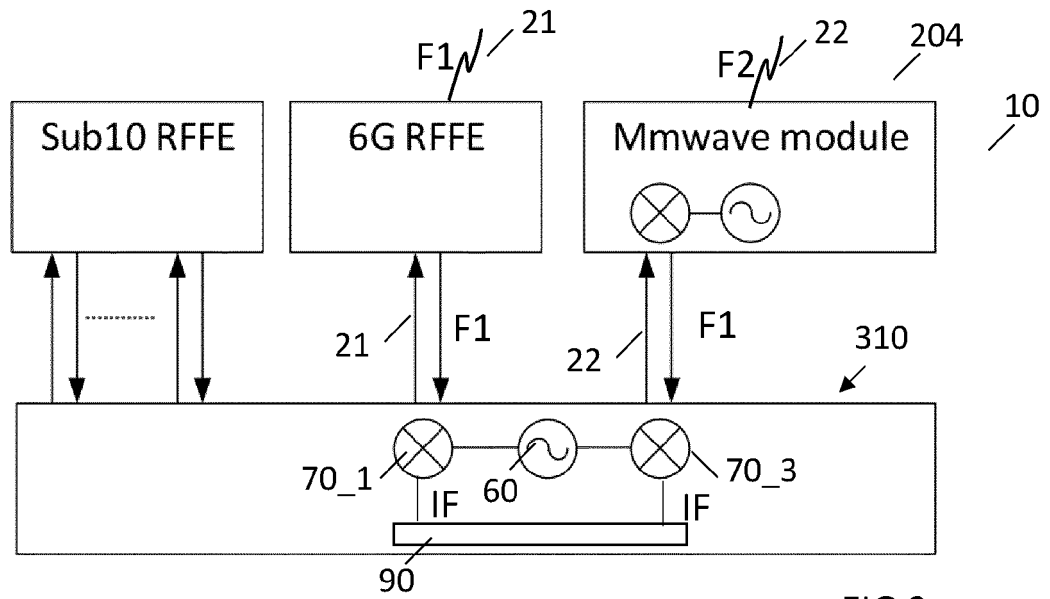 F1 21
F2 22
204
10
Sub10 RFFE
6G RFFE
Mmwave module
21
F1
22
F1
310
70_1
60
70_3
IF
IF
90